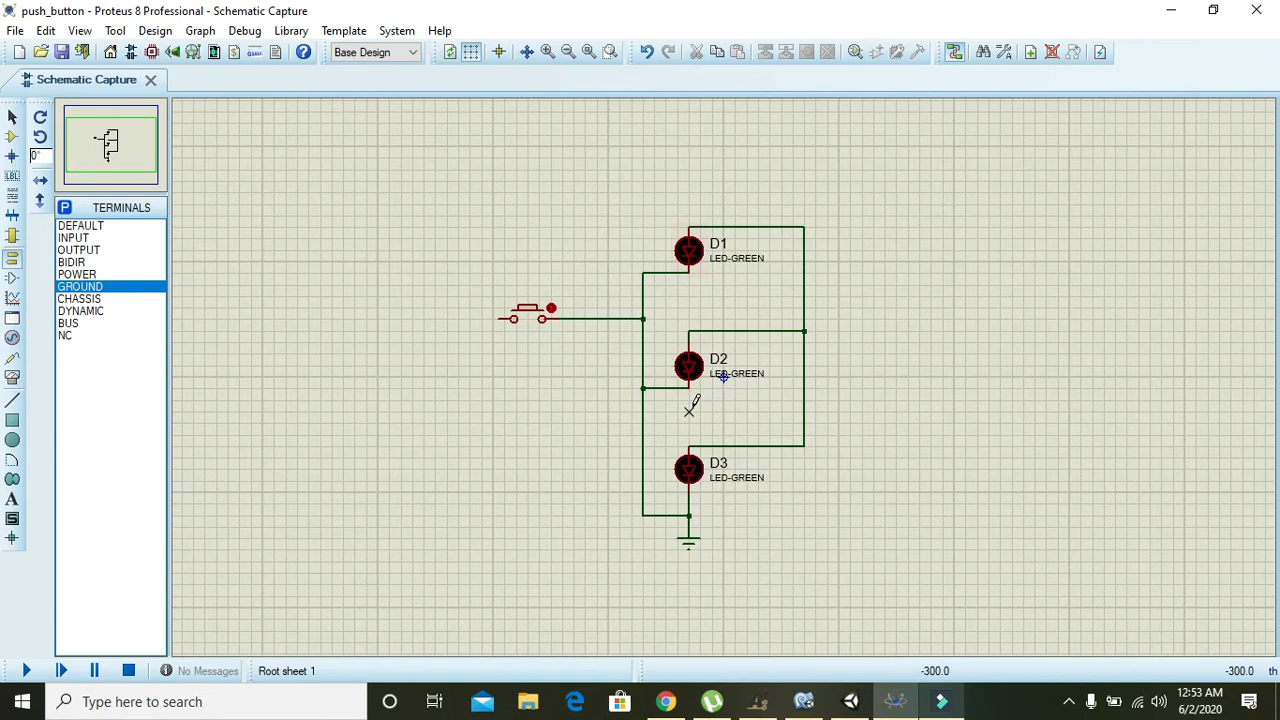 push_button - Proteus 8 Professional - Schematic Capture
File Edit View Tool Design Graph Debug Library Template System Help
Base Design
Schematic Capture
0°
LBL
P TERMINALS
DEFAULT
INPUT
OUTPUT
BIDIR
POWER
GROUND
CHASSIS
DYNAMIC
BUS
NC
A
S
D1
LED-GREEN
D2
LED-GREEN
D3
LED-GREEN
No Messages
Root sheet 1
-300.0
-300.0
th
Type here to search
12:53 AM
6/2/2020